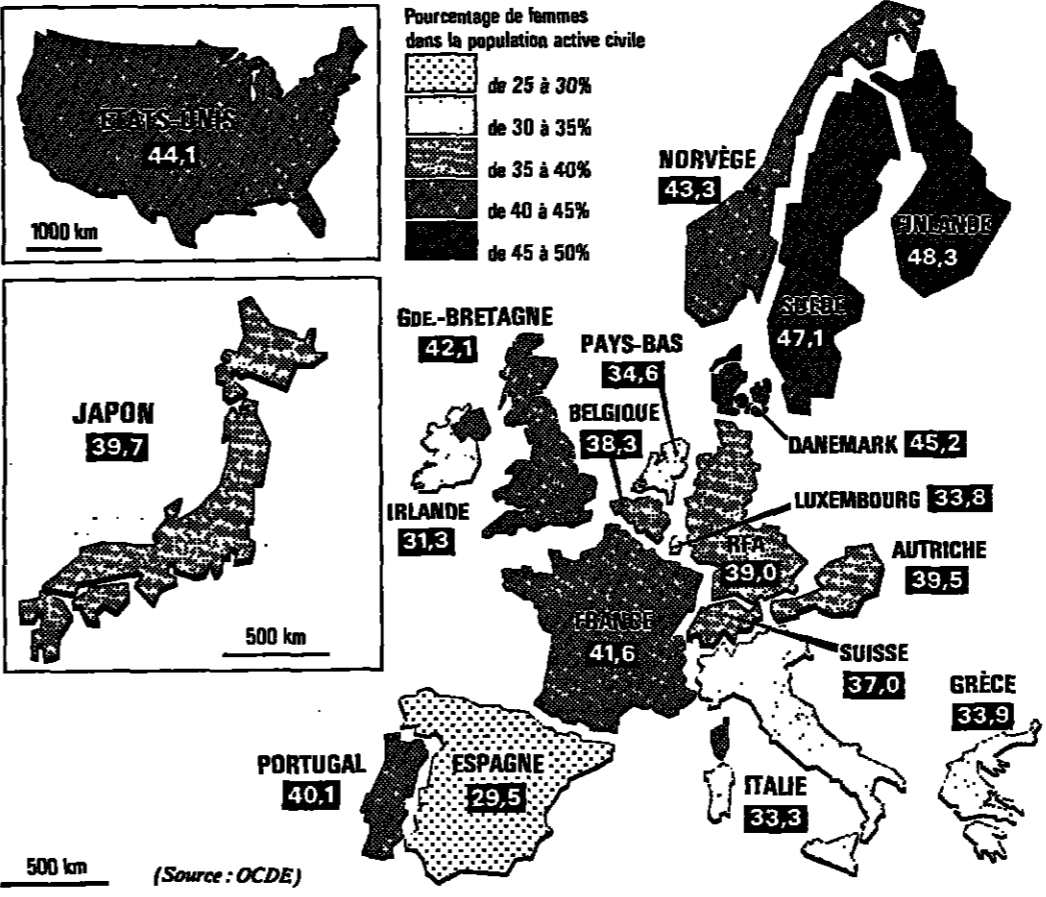 Pourcentage de femmes
dans la population active civile
de 25 à 30%
de 30 à 35%
de 35 à 40%
de 40 à 45%
de 45 à 50%
ETATS-UNIS
44,1
1000 km
JAPON
39,7
500 km
NORVÈGE
43,3
FINLANDE
48,3
SUÈDE
47,1
GDE.-BRETAGNE
42,1
PAYS-BAS
34,6
BELGIQUE
38,3
DANEMARK 45,2
LUXEMBOURG 33,8
IRLANDE
31,3
RFA
39,0
AUTRICHE
39,5
FRANCE
41,6
SUISSE
37,0
GRÈCE
33,9
PORTUGAL
40,1
ESPAGNE
29,5
ITALIE
33,3
500 km
(Source : OCDE)